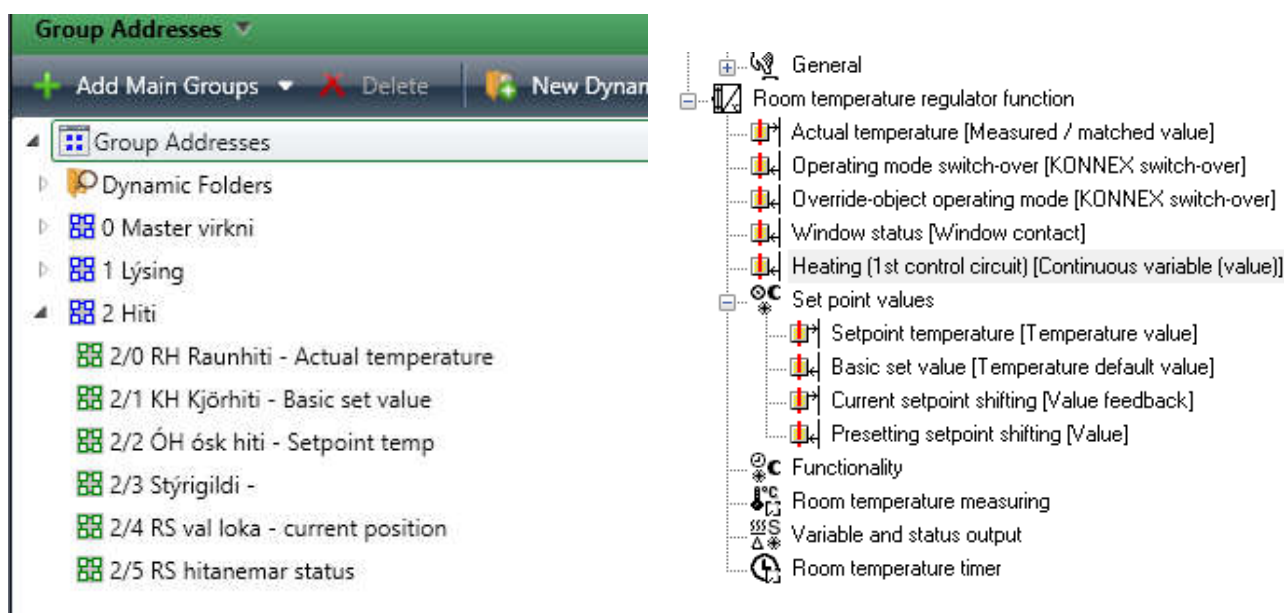 Group Addresses
Add Main Groups
Delete
New Dynam
Group Addresses
Dynamic Folders
0 Master virkni
1 Lýsing
2 Hiti
2/0 RH Raunhiti - Actual temperature
2/1 KH Kjörhiti - Basic set value
2/2 ÓH ósk hiti - Setpoint temp
2/3 Stýrigildi -
2/4 RS val loka - current position
2/5 RS hitanemar status
General
Room temperature regulator function
Actual temperature [Measured / matched value]
Operating mode switch-over [KONNEX switch-over]
Override-object operating mode [KONNEX switch-over]
Window status [Window contact]
Heating (1st control circuit) [Continuous variable (value)]
Set point values
Setpoint temperature [Temperature value]
Basic set value [Temperature default value]
Current setpoint shifting [Value feedback]
Presetting setpoint shifting [Value]
Functionality
Room temperature measuring
Variable and status output
Room temperature timer